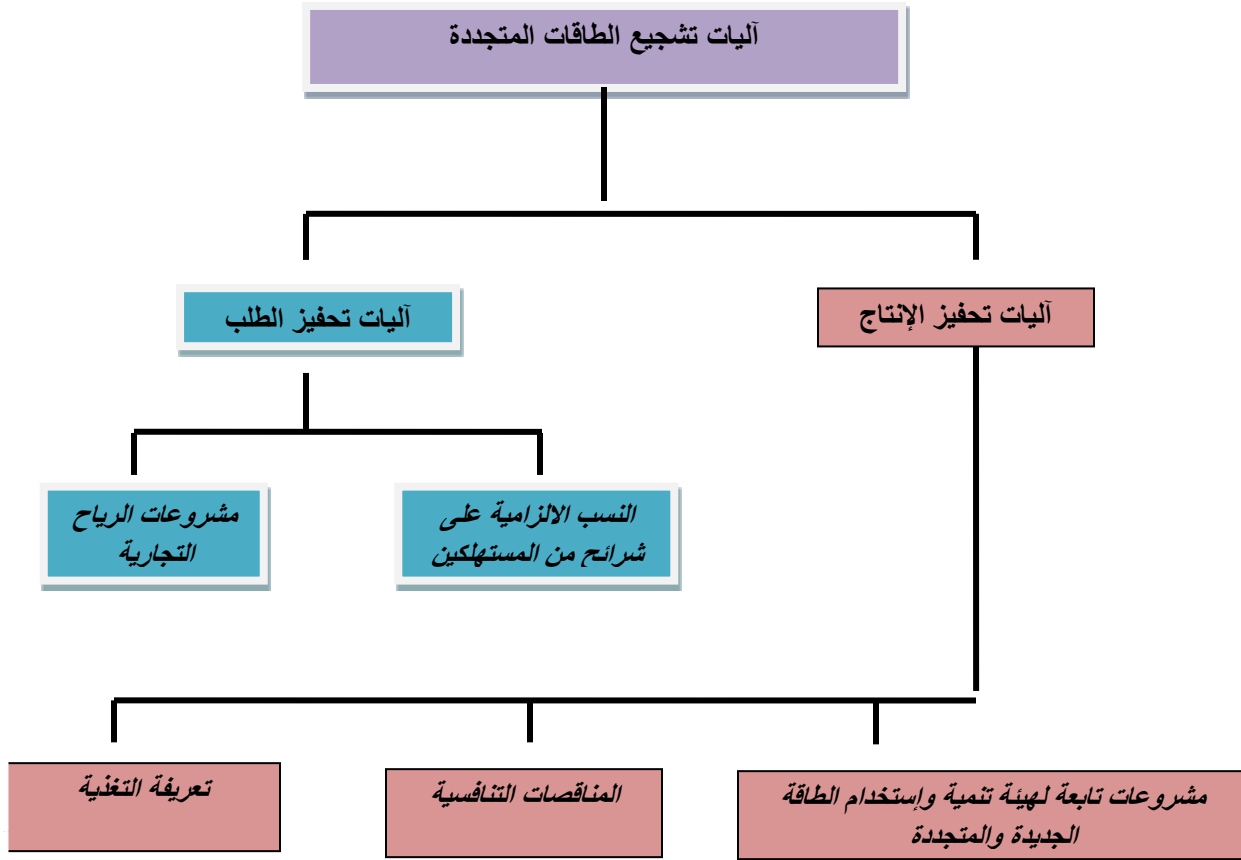 آليات تشجيع الطاقات المتجددة
آليات تحفيز الإنتاج
آليات تحفيز الطلب
النسب الالزامية على
شرائح من المستهلكين
مشروعات الرياح
التجارية
مشروعات تابعة لهيئة تنمية وإستخدام الطاقة
الجديدة والمتجددة
المناقصات التنافسية
تعريفة التغذية